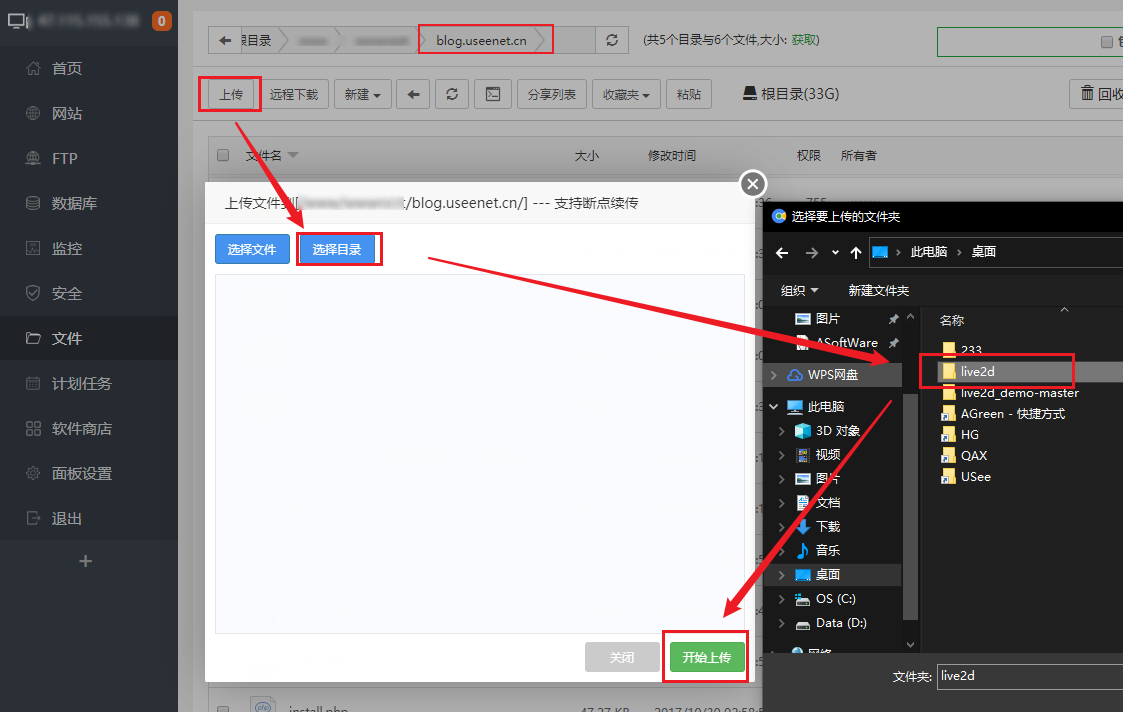 0
首页
网站
FTP
数据库
监控
安全
文件
计划任务
软件商店
面板设置
退出
根目录
blog.useenet.cn
(共5个目录与6个文件,大小: 获取)
上传
远程下载
新建
分享列表
收藏夹
粘贴
根目录(33G)
回收
文件名
大小
修改时间
权限
所有者
755
上传文件到[
/blog.useenet.cn/] --- 支持断点续传
选择文件
选择目录
关闭
开始上传
选择要上传的文件夹
此电脑
桌面
组织
新建文件夹
图片
ASoftWare
WPS网盘
此电脑
3D 对象
视频
图片
文档
下载
音乐
桌面
OS (C:)
Data (D:)
网络
名称
233
live2d
live2d_demo-master
AGreen - 快捷方式
HG
QAX
USee
文件夹:
live2d
install.php
47.27 KB